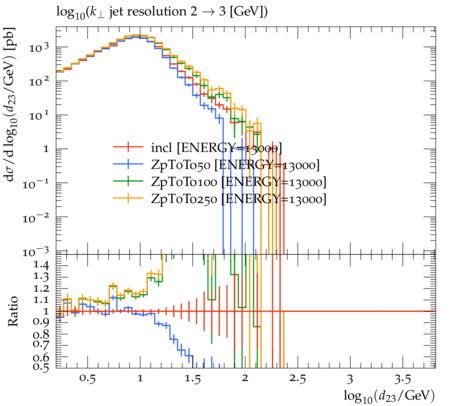 log₁₀(k⊥ jet resolution 2 → 3 [GeV])
dσ/d log₁₀(d₂₃/GeV) [pb]
10³
10²
10¹
1
10⁻¹
10⁻²
10⁻³
incl [ENERGY=13000]
ZpToTo50 [ENERGY=13000]
ZpToTo100 [ENERGY=13000]
ZpToTo250 [ENERGY=13000]
Ratio
1.4
1.3
1.2
1.1
1
0.9
0.8
0.7
0.6
0.5
0.5 1 1.5 2 2.5 3 3.5
log₁₀(d₂₃/GeV)